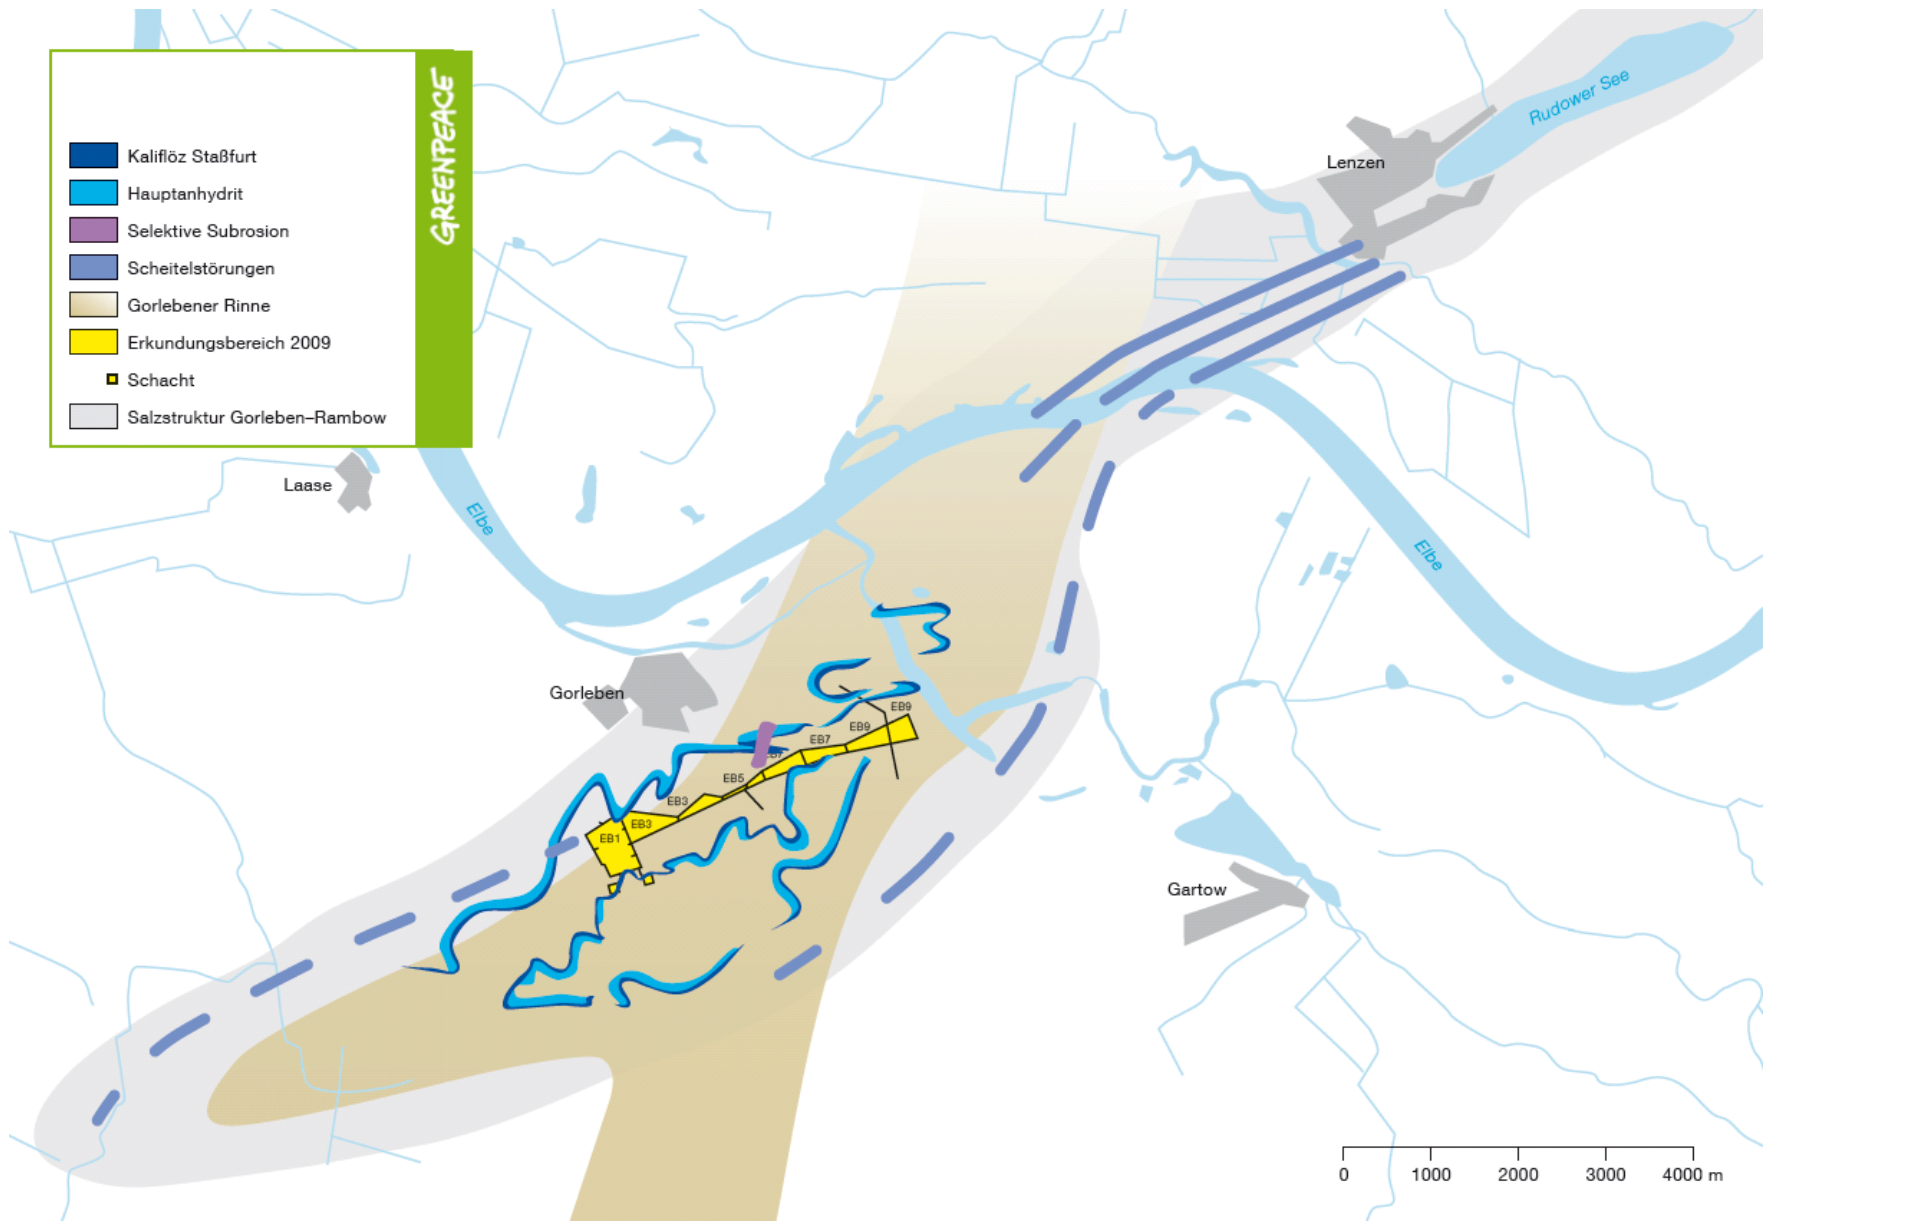 GREENPEACE
Kaliflöz Staßfurt
Hauptanhydrit
Selektive Subrosion
Scheitelstörungen
Gorlebener Rinne
Erkundungsbereich 2009
Schacht
Salzstruktur Gorleben–Rambow
Rudower See
Lenzen
Laase
Elbe
Elbe
Gorleben
EB9
EB9
EB7
EB5
EB3
EB3
EB1
Gartow
0 1000 2000 3000 4000 m